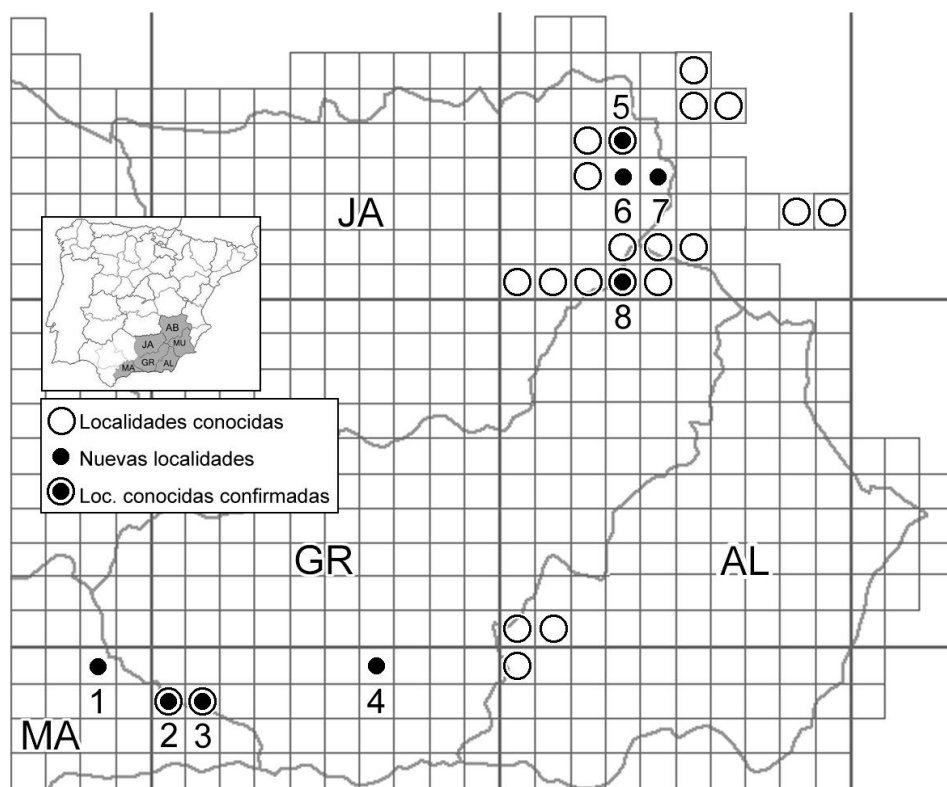 5
JA
6 7
8
AB
JA
MU
GR
AL
MA
Localidades conocidas
Nuevas localidades
Loc. conocidas confirmadas
GR
AL
1
4
MA
2 3